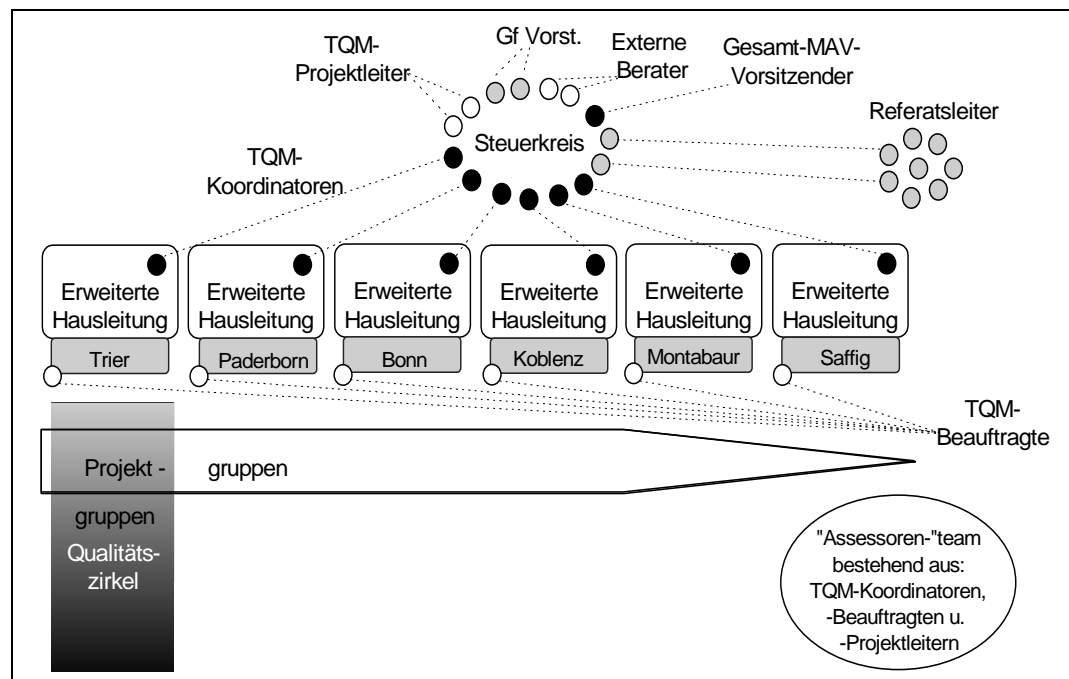 TQM-
Projektleiter
Gf Vorst.
Externe
Berater
Gesamt-MAV-
Vorsitzender
Referatsleiter
Steuerkreis
TQM-
Koordinatoren
Erweiterte
Hausleitung
Trier
Erweiterte
Hausleitung
Paderborn
Erweiterte
Hausleitung
Bonn
Erweiterte
Hausleitung
Koblenz
Erweiterte
Hausleitung
Montabaur
Erweiterte
Hausleitung
Saffig
TQM-
Beauftragte
Projekt - gruppen
gruppen
Qualitäts-
zirkel
"Assessoren-"team
bestehend aus:
TQM-Koordinatoren,
-Beauftragten u.
-Projektleitern